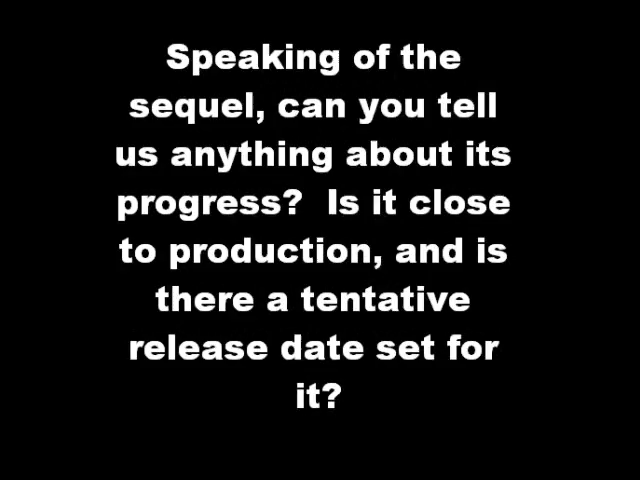 Speaking of the
sequel, can you tell
us anything about its
progress?  Is it close
to production, and is
there a tentative
release date set for
it?